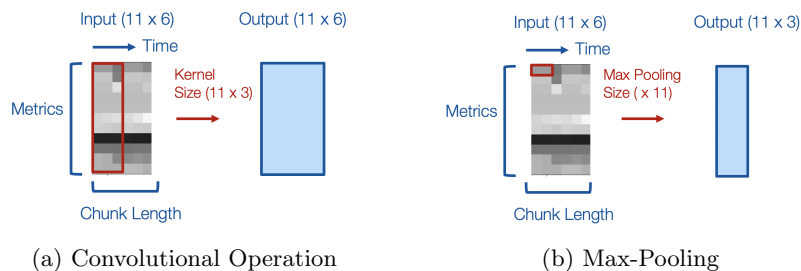 Input (11 x 6)
Output (11 x 6)
Time
Metrics
Kernel
Size (11 x 3)
Chunk Length
(a) Convolutional Operation
Input (11 x 6)
Output (11 x 3)
Time
Metrics
Max Pooling
Size ( x 11)
Chunk Length
(b) Max-Pooling